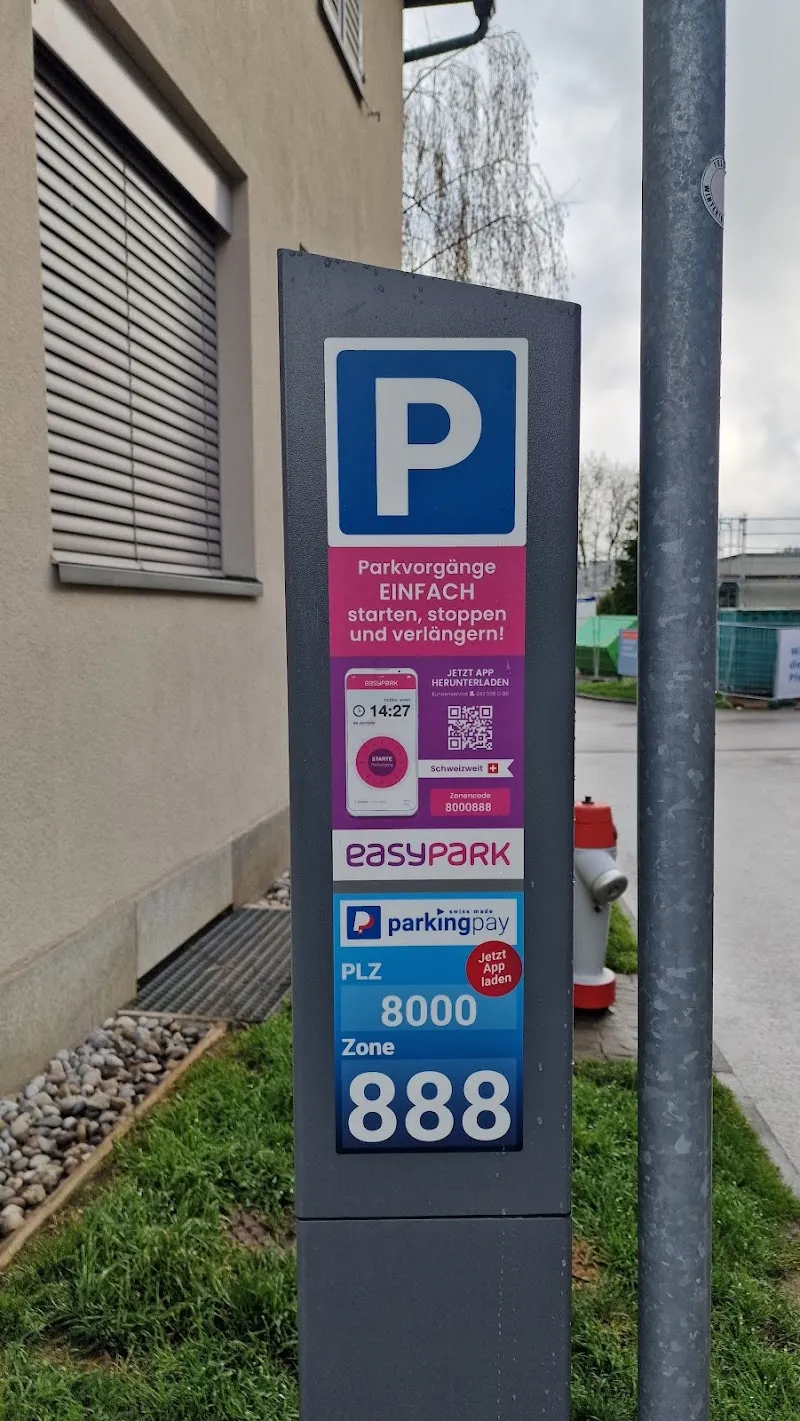 P
Parkvorgänge
EINFACH
starten, stoppen
und verlängern!
easypark
14:27
STARTE
JETZT APP
HERUNTERLADEN
Schweizweit
Zonencode
8000888
easypark
swiss made
parkingpay
Jetzt
App
laden
PLZ
8000
Zone
888